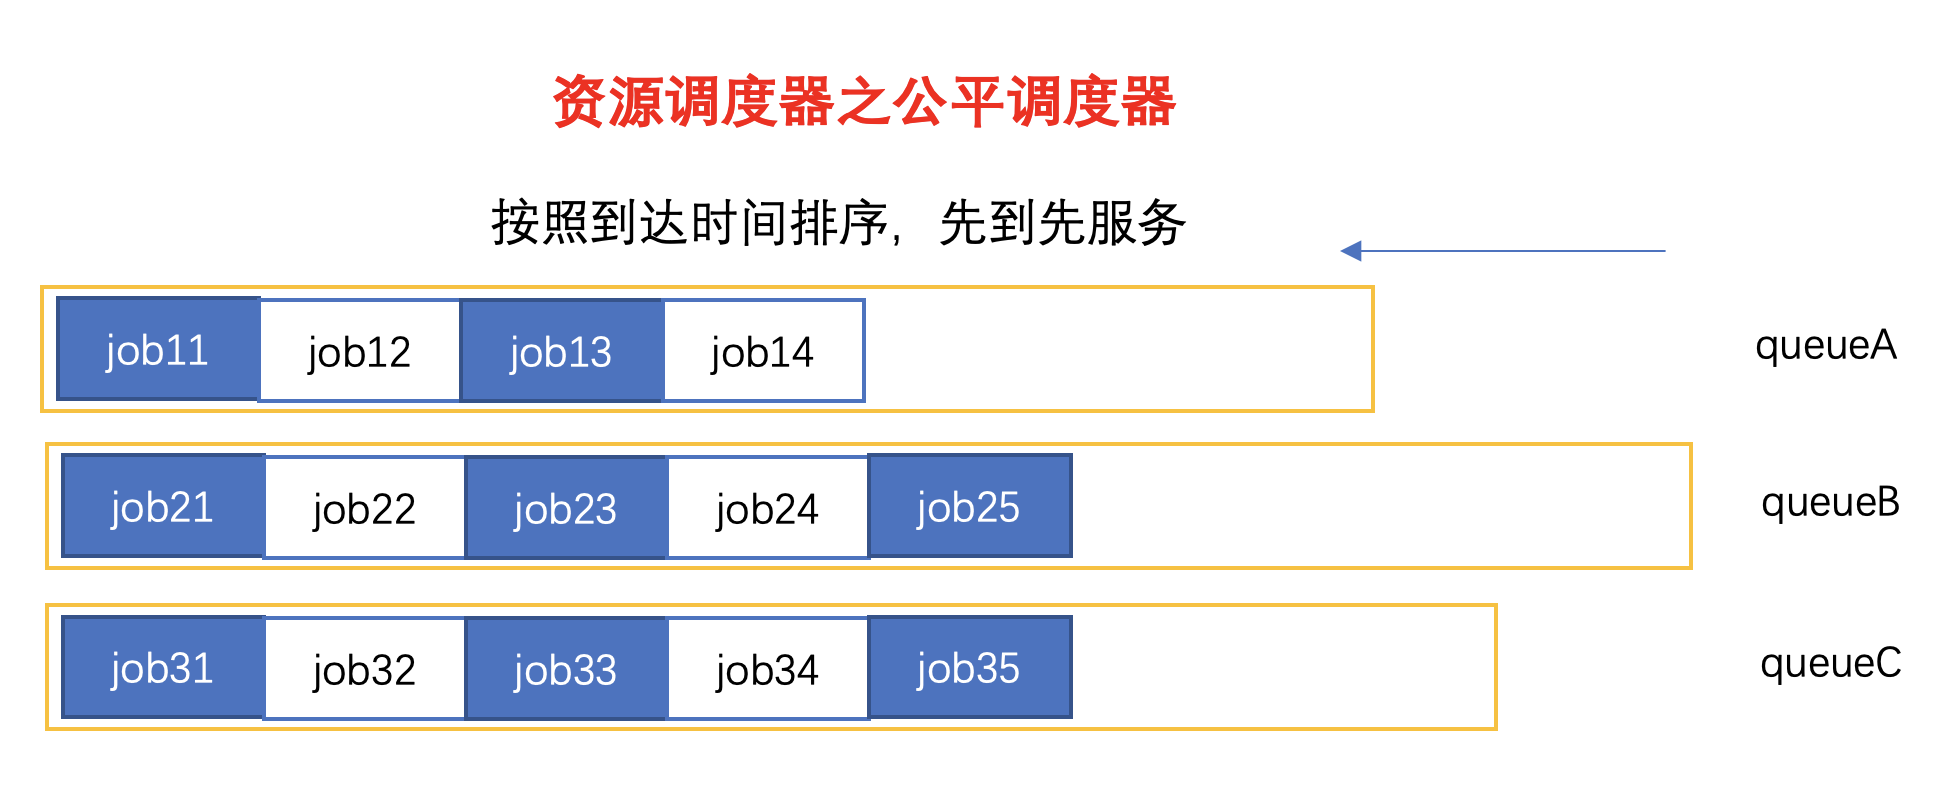 资源调度器之公平调度器
按照到达时间排序，先到先服务
job11 job12 job13 job14 queueA
job21 job22 job23 job24 job25 queueB
job31 job32 job33 job34 job35 queueC